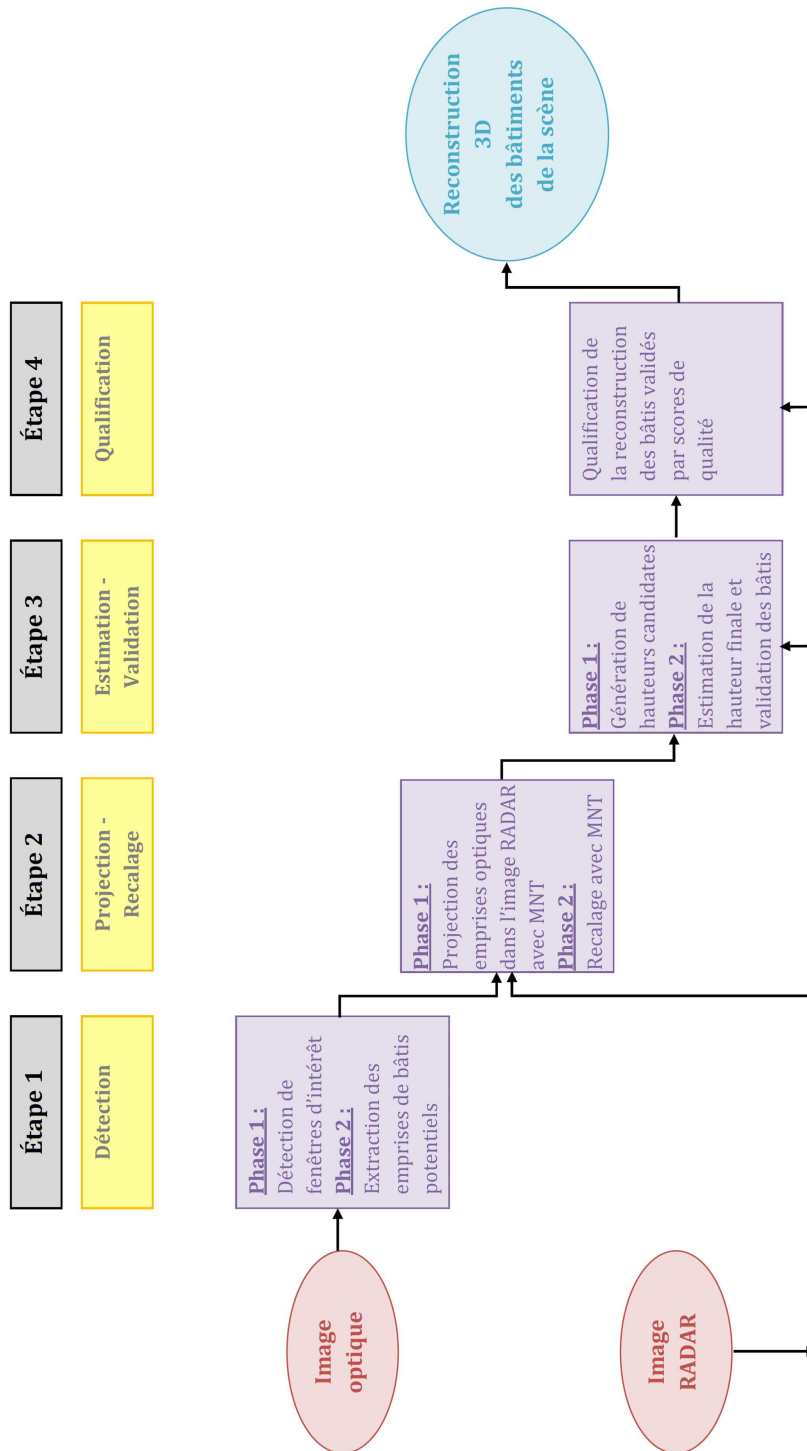 Étape 1
Étape 2
Étape 3
Étape 4
Détection
Projection -
Recalage
Estimation -
Validation
Qualification
Image
optique
Phase 1 :
Détection de
fenêtres d'intérêt
Phase 2 :
Extraction des
emprises de bâtis
potentiels
Image
RADAR
Phase 1 :
Projection des
emprises optiques
dans l'image RADAR
avec MNT
Phase 2 :
Recalage avec MNT
Phase 1 :
Génération de
hauteurs candidates
Phase 2 :
Estimation de la
hauteur finale et
validation des bâtis
Qualification de
la reconstruction
des bâtis validés
par scores de
qualité
Reconstruction
3D
des bâtiments
de la scène